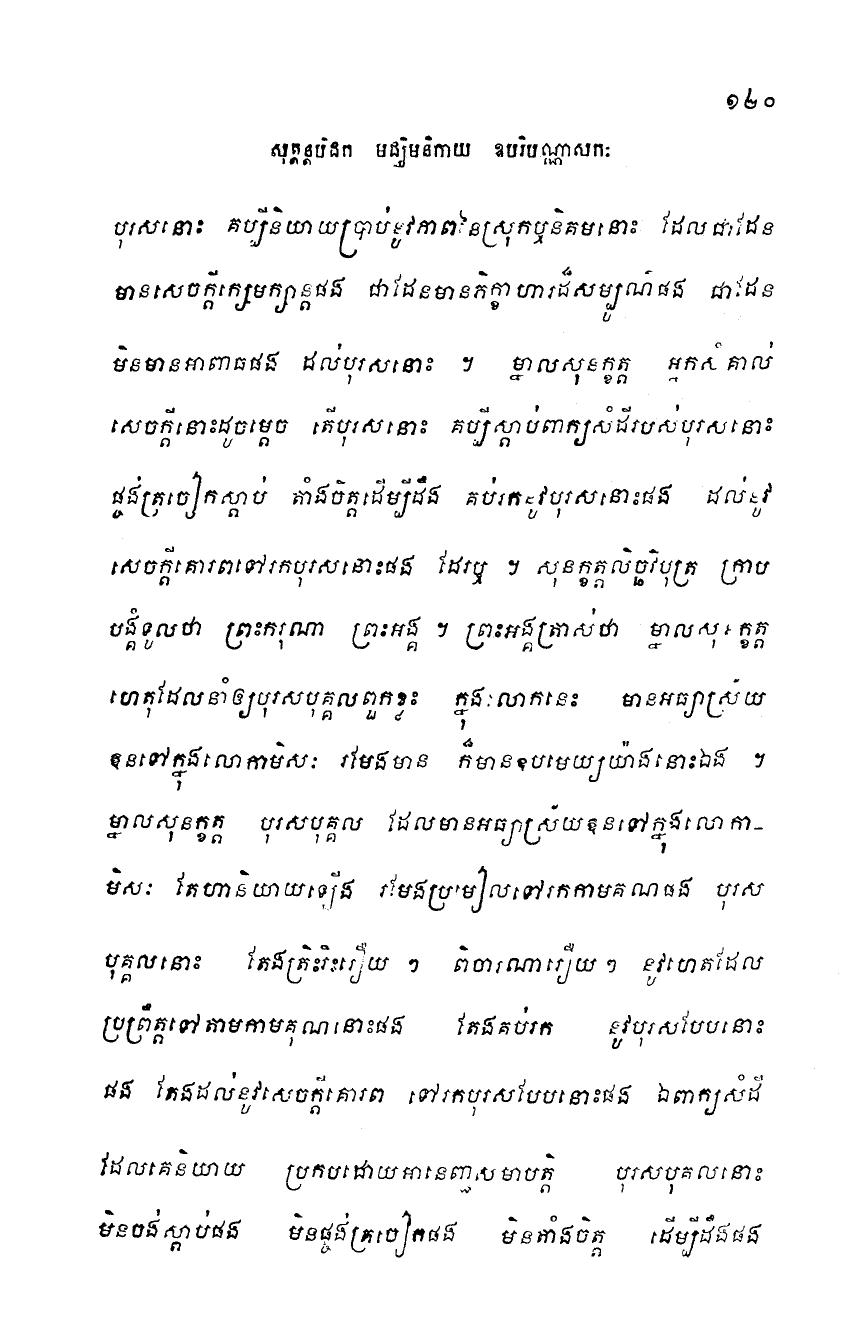 ១៤០
សុត្តន្តបិដក មជ្ឈិមនិកាយ ឧបរិបណ្ណាសកៈ
បុរសនោះ គប្បីនិយាយប្រាប់នូវភាពនៃស្រុកឬនិគមនោះ ដែលជាដែន
មានសេចក្តីក្សេមក្សាន្តផង ជាដែនមានភិក្ខាហារដ៏សម្បូណ៌ផង ជាដែន
មិនមានអាពាធផង ដល់បុរសនោះ ។ ម្នាលសុនក្ខត្ត អ្នកសំគាល់
សេចក្តីនោះដូចម្តេច តើបុរសនោះ គប្បីស្តាប់ពាក្យសំដីរបស់បុរសនោះ
ផ្ចង់ត្រចៀកស្តាប់ តាំងចិត្តដើម្បីដឹង គប់រកនូវបុរសនោះផង ដល់នូវ
សេចក្តីគោរពទៅរកបុរសនោះផង ដែរឬ ។ សុនក្ខត្តលិច្ឆវិបុត្រ ក្រាប
បង្គំទូលថា ព្រះករុណា ព្រះអង្គ ។ ព្រះអង្គត្រាស់ថា ម្នាលសុនក្ខត្ត
ហេតុដែលនាំឲ្យបុរសបុគ្គលពួកខ្លះ ក្នុងលោកនេះ មានអធ្យាស្រ័យ
ឱនទៅក្នុងលោកាមិសៈ រមែងមាន ក៏មានឧបមេយ្យយ៉ាងនោះឯង ។
ម្នាលសុនក្ខត្ត បុរសបុគ្គល ដែលមានអធ្យាស្រ័យឱនទៅក្នុងលោកា-
មិសៈ តែហានិយាយឡើង រមែងប្រមៀលទៅរកកាមគណផង បុរស
បុគ្គលនោះ តែងត្រិះរិះរឿយ ៗ ពិចារណារឿយ ៗ នូវហេតដែល
ប្រព្រឹត្តទៅតាមកាមគុណនោះផង តែងគប់រក នូវបុរសបែបនោះ
ផង តែងដល់នូវសេចក្តីគោរព ទៅរកបុរសបែបនោះផង ឯពាក្យសំដី
ដែលគេនិយាយ ប្រកបដោយអានេញ្ជសមាបត្តិ បុរសបុគលនោះ
មិនចង់ស្តាប់ផង មិនផ្ចង់ត្រចៀកផង មិនតាំងចិត្ត ដើម្បីដឹងផង